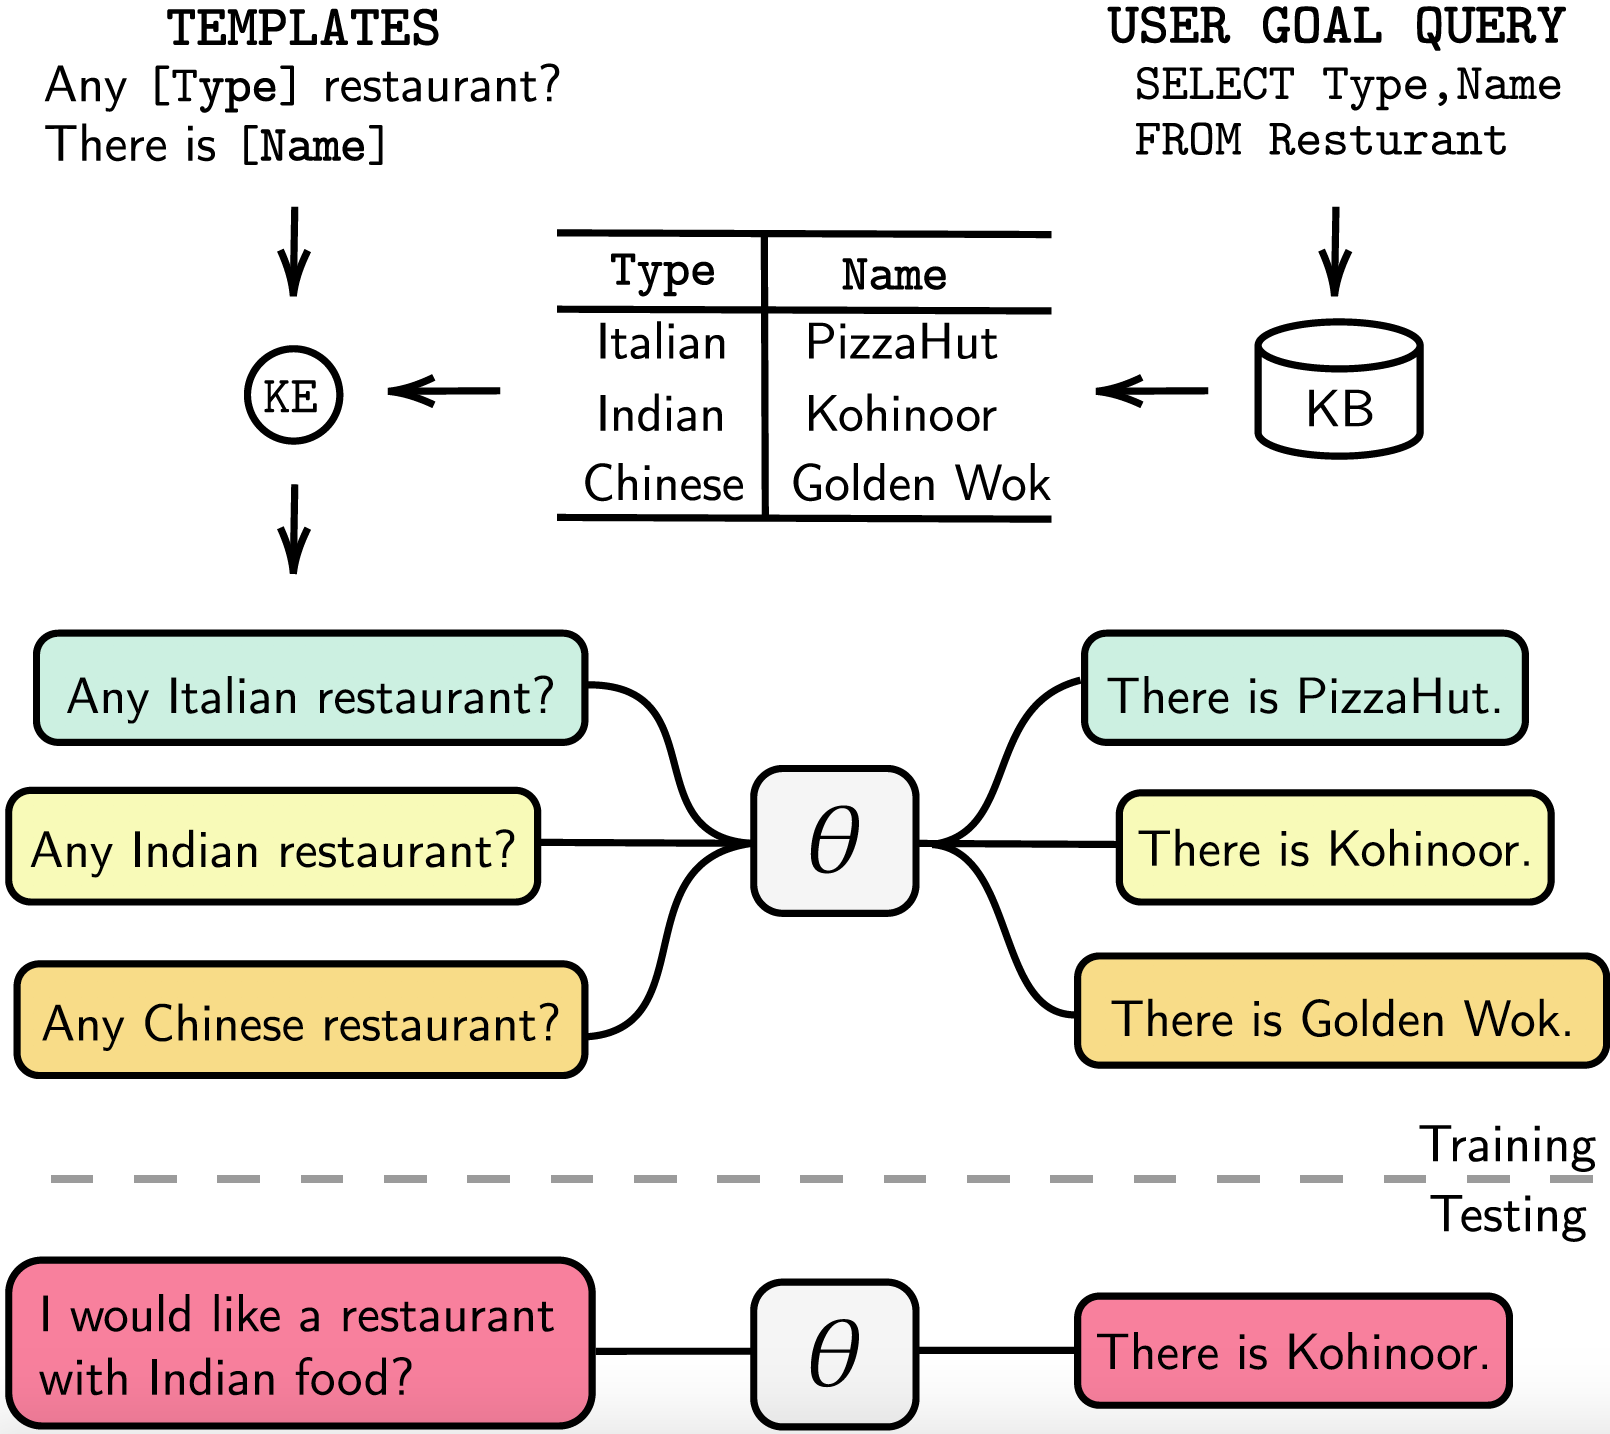 TEMPLATES
Any [Type] restaurant?
There is [Name]
USER GOAL QUERY
SELECT Type,Name
FROM Resturant
Type Name
Italian PizzaHut
Indian Kohinoor
Chinese Golden Wok
KE
KB
Any Italian restaurant?
There is PizzaHut.
Any Indian restaurant?
θ
There is Kohinoor.
Any Chinese restaurant?
There is Golden Wok.
Training
Testing
I would like a restaurant
with Indian food?
θ
There is Kohinoor.